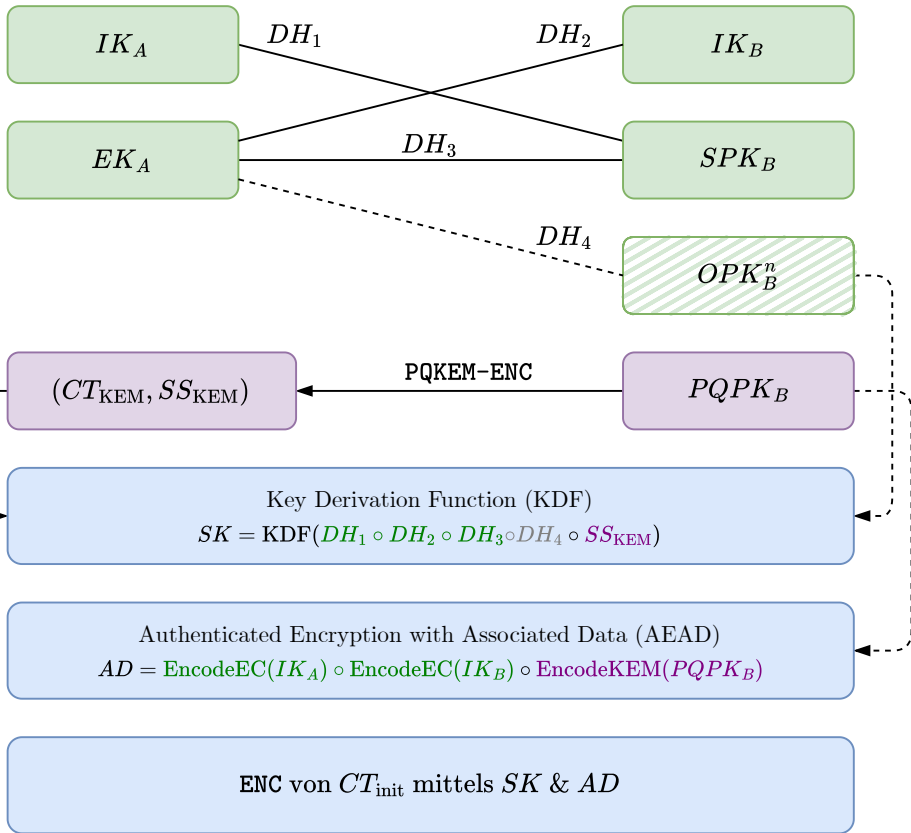 IK_A
DH_1
DH_2
IK_B
EK_A
DH_3
SPK_B
DH_4
OPK_B^n
(CT_KEM, SS_KEM)
PQKEM-ENC
PQPK_B
Key Derivation Function (KDF)
SK = KDF(DH_1 ∘ DH_2 ∘ DH_3 ∘ DH_4 ∘ SS_KEM)
Authenticated Encryption with Associated Data (AEAD)
AD = EncodeEC(IK_A) ∘ EncodeEC(IK_B) ∘ EncodeKEM(PQPK_B)
ENC von CT_init mittels SK & AD